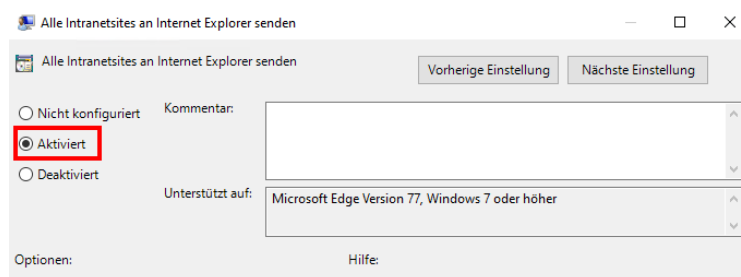 Alle Intranetsites an Internet Explorer senden
Alle Intranetsites an Internet Explorer senden
Vorherige Einstellung
Nächste Einstellung
Nicht konfiguriert
Kommentar:
Aktiviert
Deaktiviert
Unterstützt auf:
Microsoft Edge Version 77, Windows 7 oder höher
Optionen:
Hilfe: